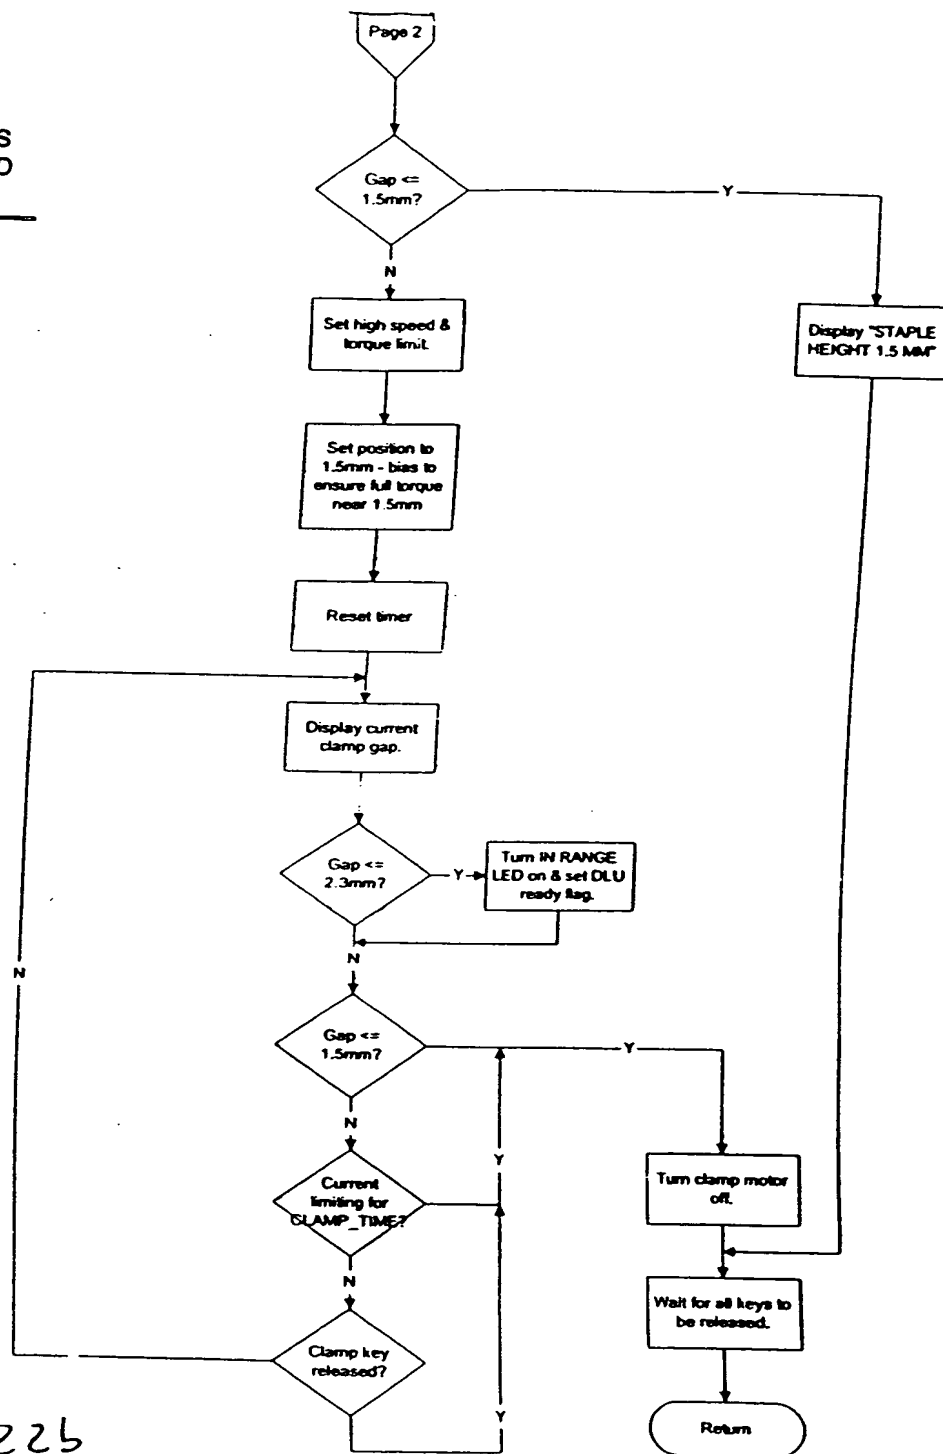 Page 2
S
O
Gap <=
1.5mm?
Y
N
Set high speed &
torque limit.
Display "STAPLE
HEIGHT 1.5 MM"
Set position to
1.5mm - bias to
ensure full torque
near 1.5mm
Reset timer
Display current
clamp gap.
Gap <=
2.3mm?
Y
Turn IN RANGE
LED on & set DLU
ready flag.
N
N
Gap <=
1.5mm?
Y
N
Y
Current
limiting for
CLAMP_TIME?
Turn clamp motor
off.
N
Wait for all keys to
be released.
Clamp key
released?
Y
Return
22b